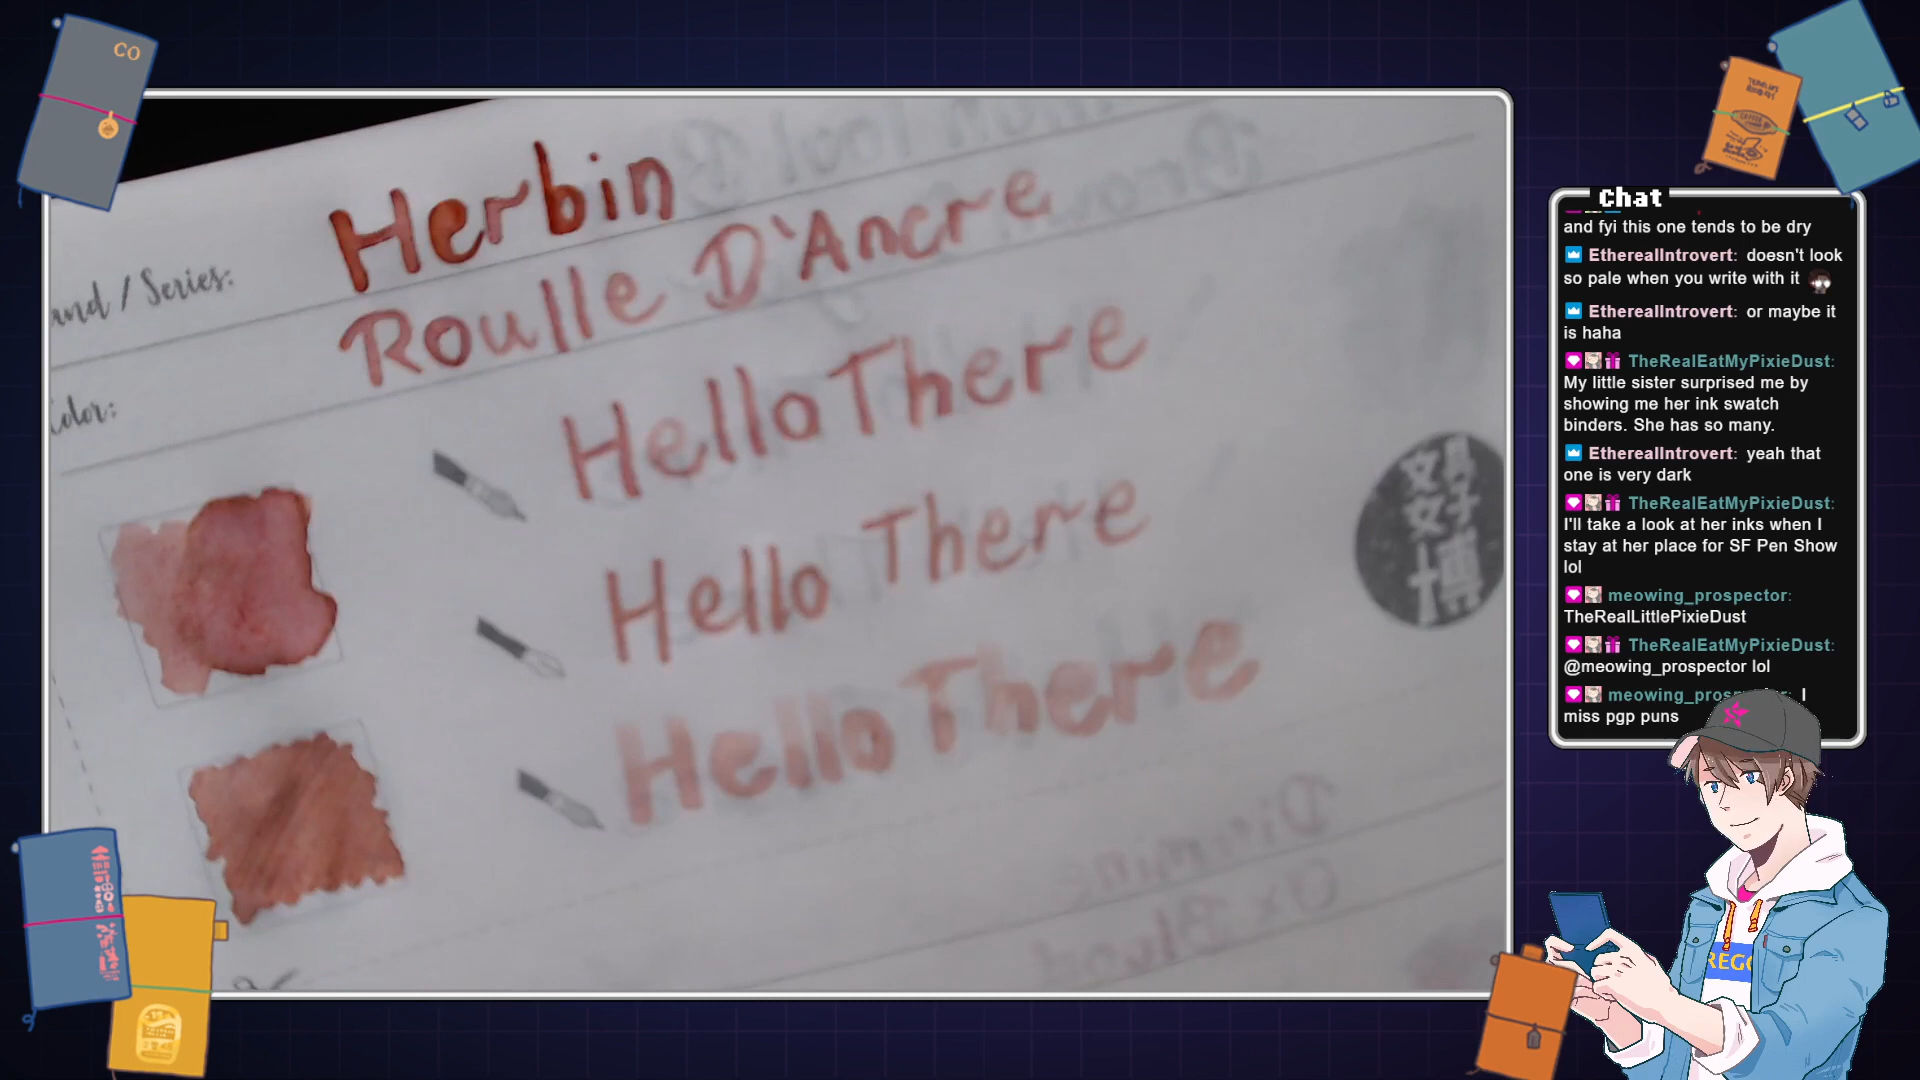 CO
Herbin
Roulle D'Ancre
and / Series:
Color:
Hello There
Hello There
Hello There
Chat
and fyi this one tends to be dry
EtherealIntrovert: doesn't look
so pale when you write with it
EtherealIntrovert: or maybe it
is haha
TheRealEatMyPixieDust:
My little sister surprised me by
showing me her ink swatch
binders. She has so many.
EtherealIntrovert: yeah that
one is very dark
TheRealEatMyPixieDust:
I'll take a look at her inks when I
stay at her place for SF Pen Show
lol
meowing_prospector:
TheRealLittlePixieDust
TheRealEatMyPixieDust:
@meowing_prospector lol
meowing_prospector: I
miss pgp puns
REGO